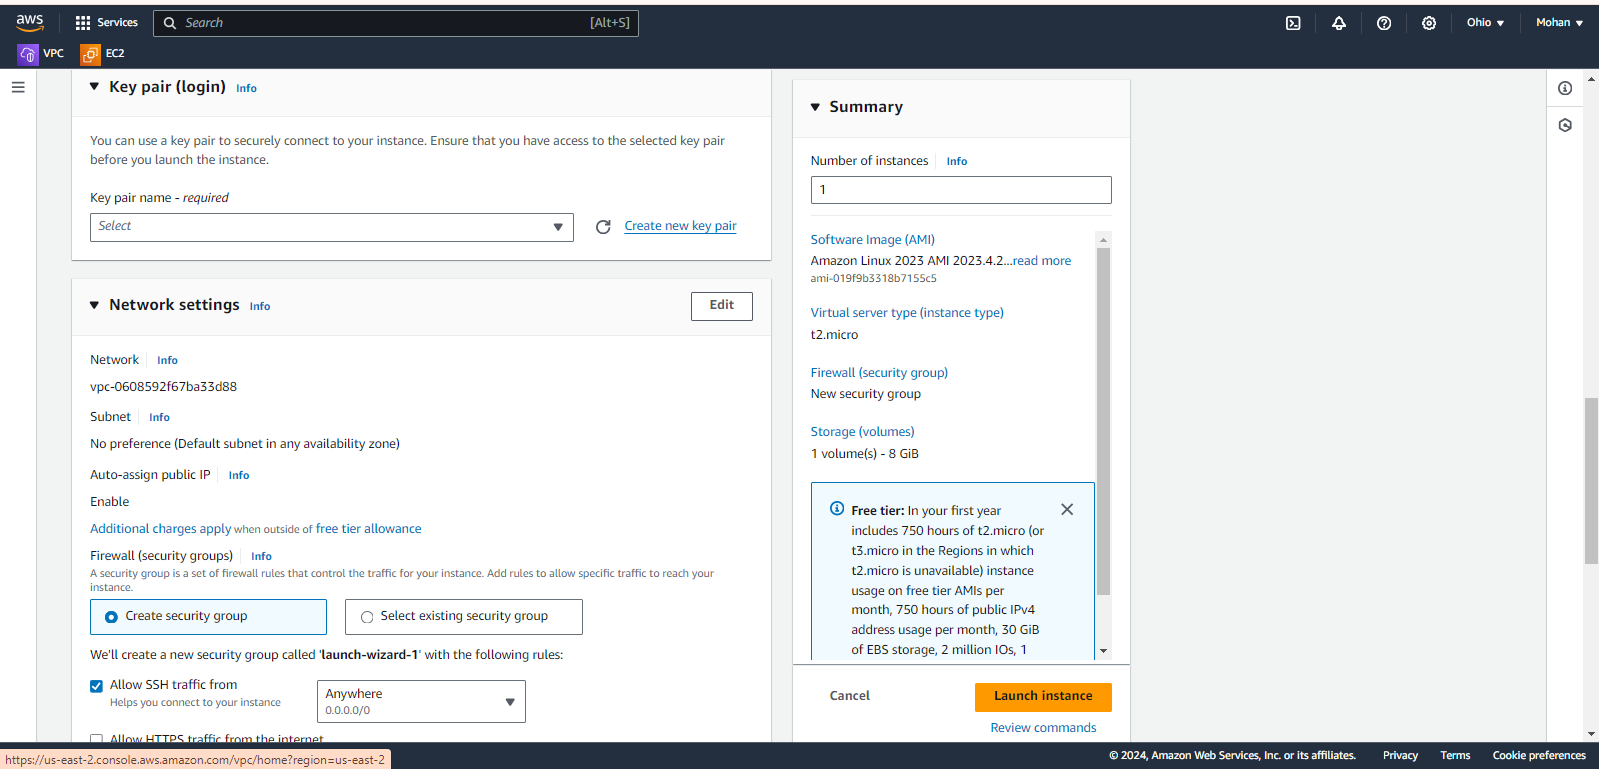 aws
Services
Search
[Alt+S]
Ohio
Mohan
VPC
EC2
Key pair (login) Info
You can use a key pair to securely connect to your instance. Ensure that you have access to the selected key pair
before you launch the instance.
Key pair name - required
Select
Create new key pair
Network settings Info
Edit
Network Info
vpc-0608592f67ba33d88
Subnet Info
No preference (Default subnet in any availability zone)
Auto-assign public IP Info
Enable
Additional charges apply when outside of free tier allowance
Firewall (security groups) Info
A security group is a set of firewall rules that control the traffic for your instance. Add rules to allow specific traffic to reach your
instance.
Create security group
Select existing security group
We'll create a new security group called 'launch-wizard-1' with the following rules:
Allow SSH traffic from
Helps you connect to your instance
Anywhere
0.0.0.0/0
Allow HTTPS traffic from the internet
Summary
Number of instances Info
1
Software Image (AMI)
Amazon Linux 2023 AMI 2023.4.2...read more
ami-019f9b3318b7155c5
Virtual server type (instance type)
t2.micro
Firewall (security group)
New security group
Storage (volumes)
1 volume(s) - 8 GiB
Free tier: In your first year
includes 750 hours of t2.micro (or
t3.micro in the Regions in which
t2.micro is unavailable) instance
usage on free tier AMIs per
month, 750 hours of public IPv4
address usage per month, 30 GiB
of EBS storage, 2 million IOs, 1
Cancel
Launch instance
Review commands
https://us-east-2.console.aws.amazon.com/vpc/home?region=us-east-2
© 2024, Amazon Web Services, Inc. or its affiliates.
Privacy
Terms
Cookie preferences